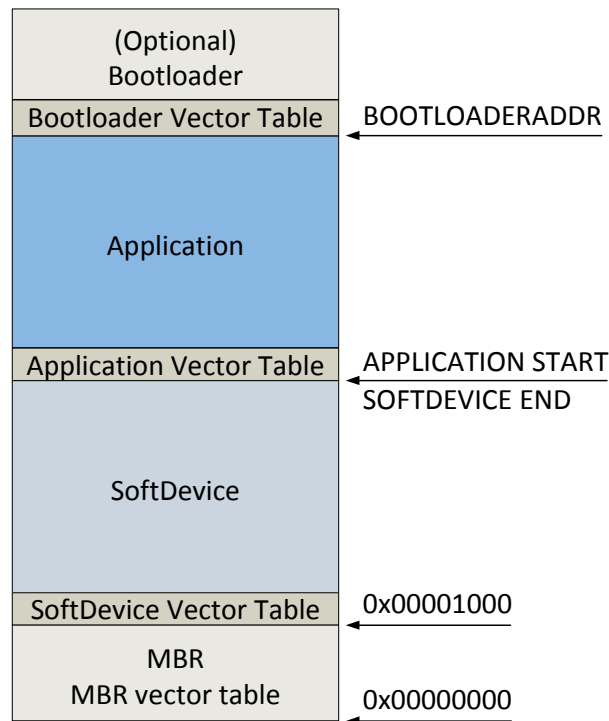 (Optional)
Bootloader
Bootloader Vector Table
BOOTLOADERADDR
Application
Application Vector Table
APPLICATION START
SOFTDEVICE END
SoftDevice
SoftDevice Vector Table
0x00001000
MBR
MBR vector table
0x00000000